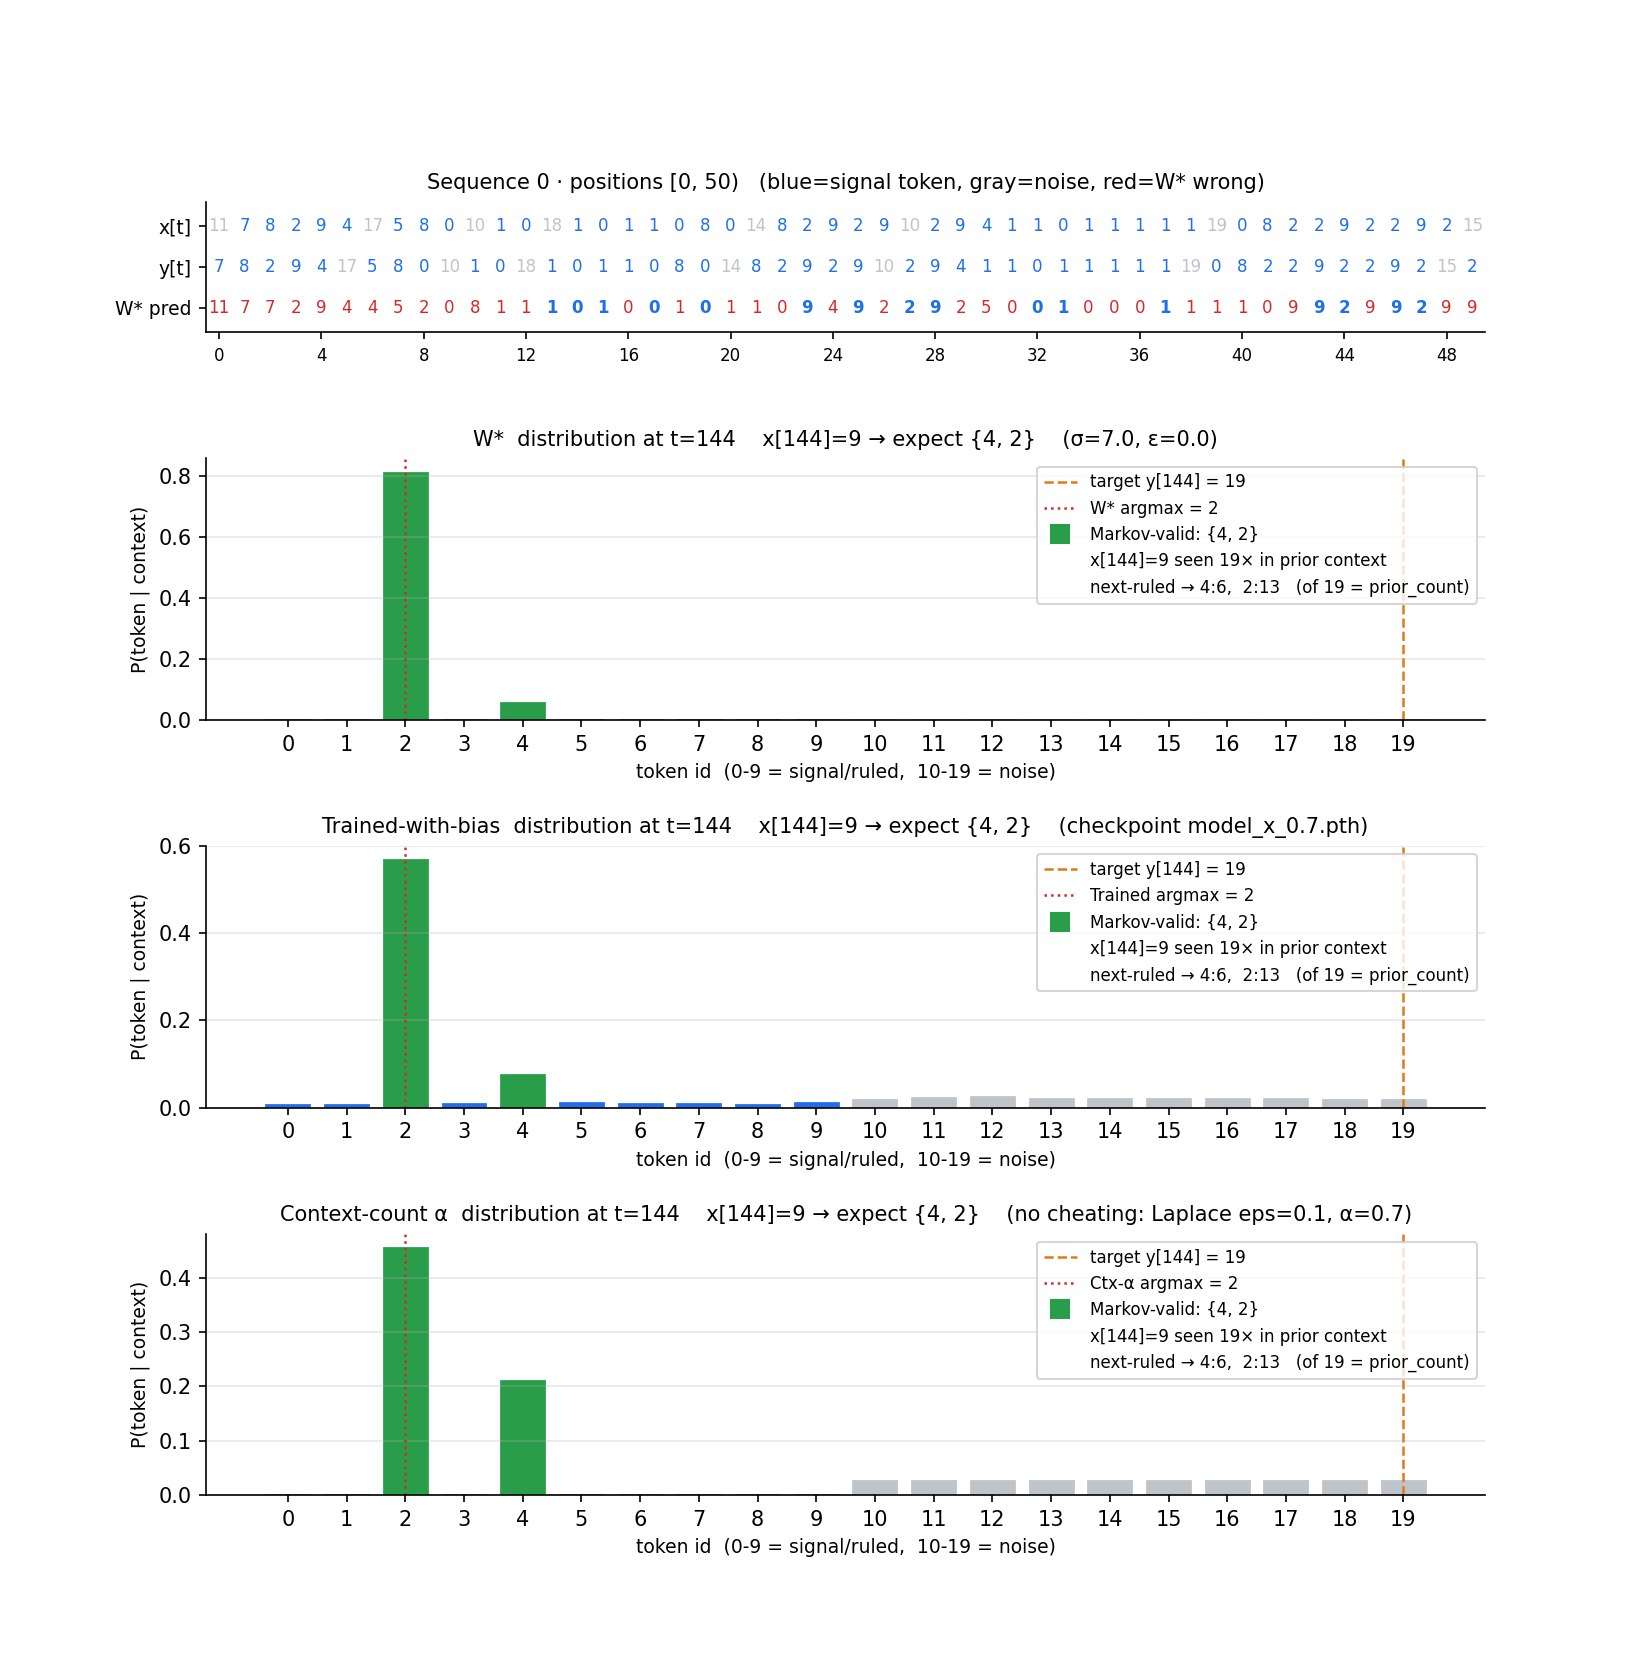 Sequence 0 · positions [0, 50)   (blue=signal token, gray=noise, red=W* wrong)
x[t] 11 7 8 2 9 4 17 5 8 0 10 1 0 18 1 0 1 1 0 8 0 14 8 2 9 2 9 10 2 9 4 1 1 0 1 1 1 1 1 19 0 8 2 2 9 2 2 9 2 15
y[t] 7 8 2 9 4 17 5 8 0 10 1 0 18 1 0 1 1 0 8 0 14 8 2 9 2 9 10 2 9 4 1 1 0 1 1 1 1 1 19 0 8 2 2 9 2 2 9 2 15 2
W* pred 11 7 7 2 9 4 4 5 2 0 8 1 1 1 0 1 0 0 1 0 1 1 0 9 4 9 2 2 9 2 5 0 0 1 0 0 0 1 1 1 1 0 9 9 2 9 9 2 9 9
0 4 8 12 16 20 24 28 32 36 40 44 48
W*  distribution at t=144    x[144]=9 → expect {4, 2}    (σ=7.0, ε=0.0)
P(token | context)
0.8
0.6
0.4
0.2
0.0
target y[144] = 19
W* argmax = 2
Markov-valid: {4, 2}
x[144]=9 seen 19× in prior context
next-ruled → 4:6,  2:13   (of 19 = prior_count)
0 1 2 3 4 5 6 7 8 9 10 11 12 13 14 15 16 17 18 19
token id  (0-9 = signal/ruled,  10-19 = noise)
Trained-with-bias  distribution at t=144    x[144]=9 → expect {4, 2}    (checkpoint model_x_0.7.pth)
P(token | context)
0.6
0.4
0.2
0.0
target y[144] = 19
Trained argmax = 2
Markov-valid: {4, 2}
x[144]=9 seen 19× in prior context
next-ruled → 4:6,  2:13   (of 19 = prior_count)
0 1 2 3 4 5 6 7 8 9 10 11 12 13 14 15 16 17 18 19
token id  (0-9 = signal/ruled,  10-19 = noise)
Context-count α  distribution at t=144    x[144]=9 → expect {4, 2}    (no cheating: Laplace eps=0.1, α=0.7)
P(token | context)
0.4
0.3
0.2
0.1
0.0
target y[144] = 19
Ctx-α argmax = 2
Markov-valid: {4, 2}
x[144]=9 seen 19× in prior context
next-ruled → 4:6,  2:13   (of 19 = prior_count)
0 1 2 3 4 5 6 7 8 9 10 11 12 13 14 15 16 17 18 19
token id  (0-9 = signal/ruled,  10-19 = noise)